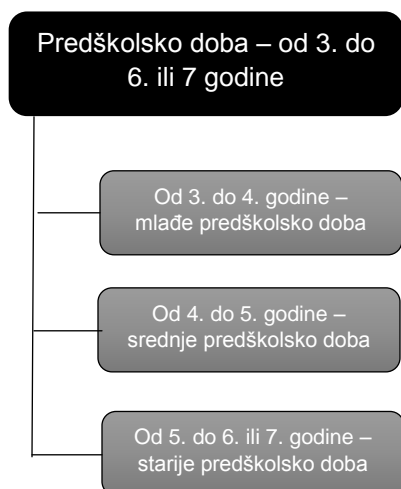 Predškolsko doba – od 3. do
6. ili 7 godine
Od 3. do 4. godine –
mlađe predškolsko doba
Od 4. do 5. godine –
srednje predškolsko doba
Od 5. do 6. ili 7. godine –
starije predškolsko doba